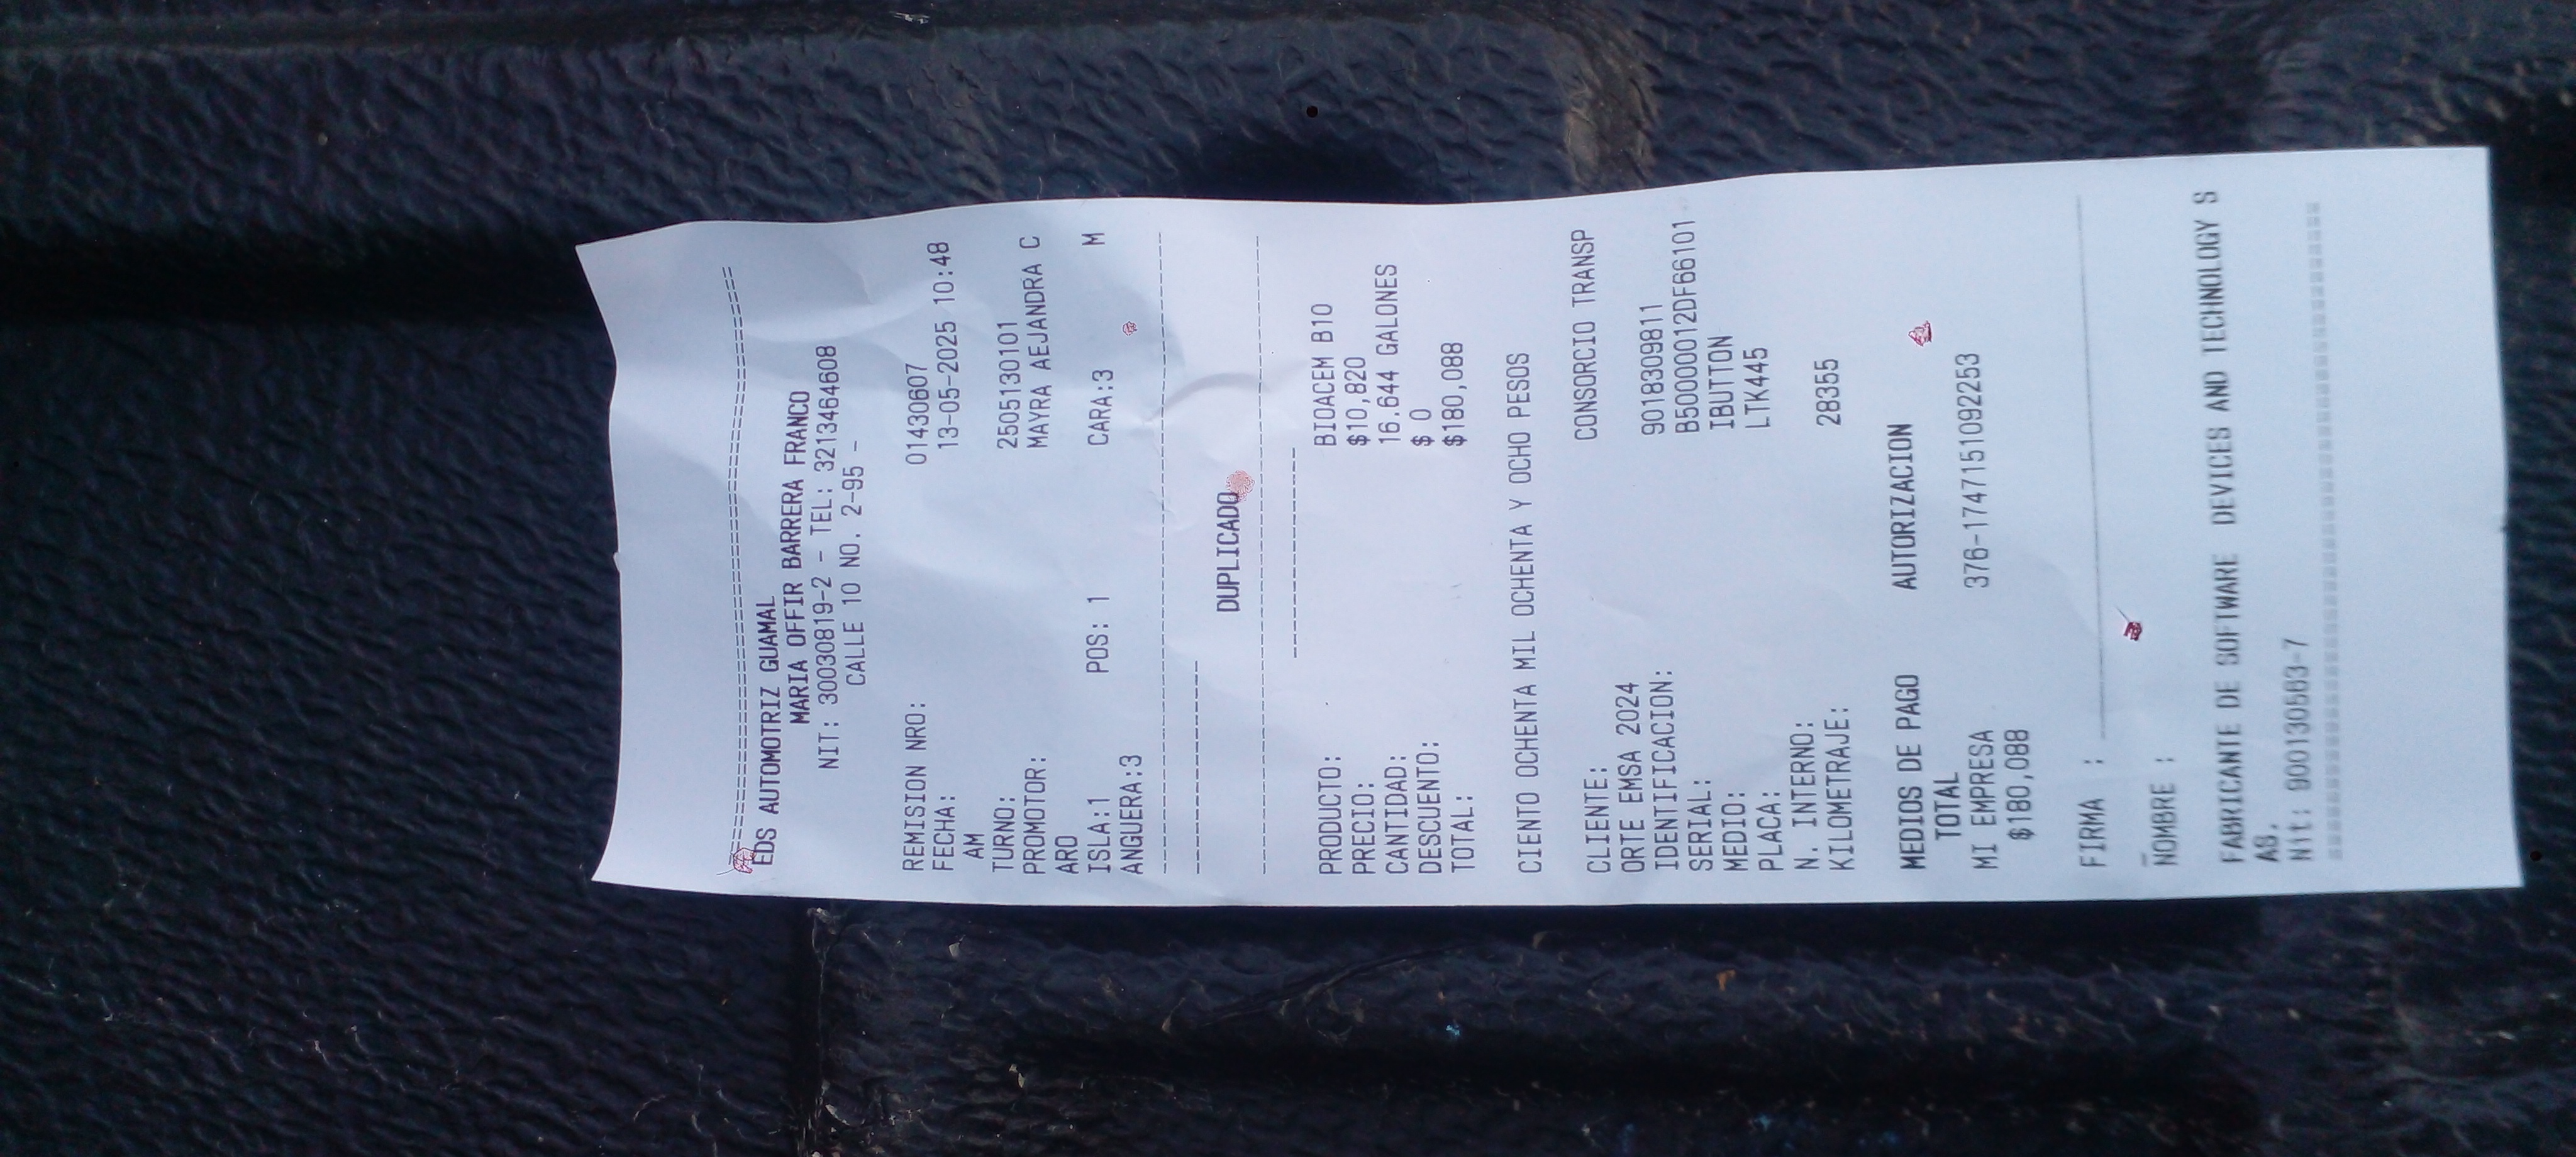 ================================================
EDS AUTOMOTRIZ GUAMAL
MARIA OFFIR BARRERA FRANCO
NIT: 30030819-2 - TEL: 3213464608
CALLE 10 NO. 2-95 -
REMISION NRO: 01430607
FECHA: 13-05-2025 10:48
AM
TURNO: 2505130101
PROMOTOR: MAYRA AEJANDRA C
ARO
ISLA:1 POS: 1 CARA:3 M
ANGUERA:3
DUPLICADO
PRODUCTO: BIOACEM B10
PRECIO: $10,820
CANTIDAD: 16.644 GALONES
DESCUENTO: $ 0
TOTAL: $180,088
CIENTO OCHENTA MIL OCHENTA Y OCHO PESOS
CLIENTE: CONSORCIO TRANSP
ORTE EMSA 2024
IDENTIFICACION: 9018309811
SERIAL: B50000012DF66101
MEDIO: IBUTTON
PLACA: LTK445
N. INTERNO:
KILOMETRAJE: 28355
MEDIOS DE PAGO AUTORIZACION
TOTAL
MI EMPRESA 376-1747151092253
$180,088
FIRMA :
NOMBRE :
FABRICANTE DE SOFTWARE DEVICES AND TECHNOLOGY S
AS.
Nit: 900130583-7